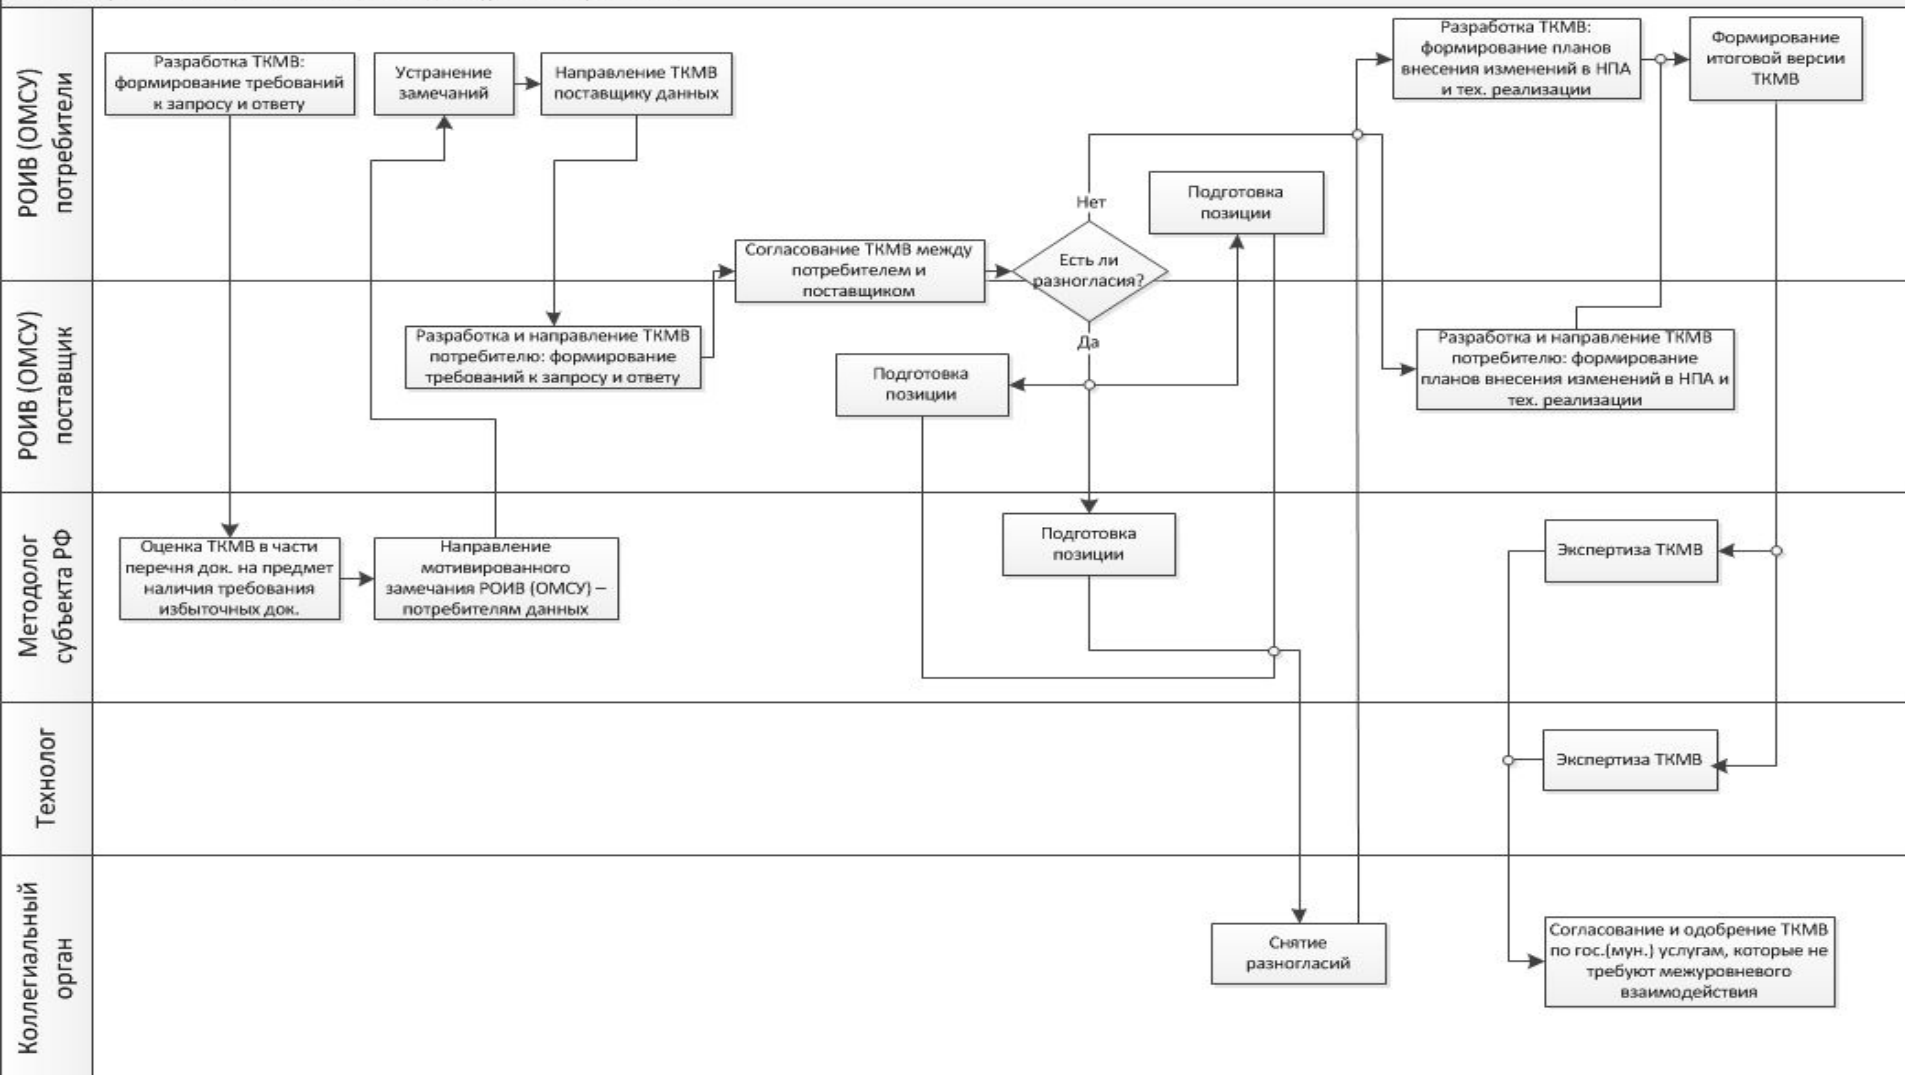 РОИВ (ОМСУ)
потребители
Разработка ТКМВ:
формирование требований
к запросу и ответу
Устранение
замечаний
Направление ТКМВ
поставщику данных
Разработка ТКМВ:
формирование планов
внесения изменений в НПА
и тех. реализации
Формирование
итоговой версии
ТКМВ
Подготовка
позиции
Нет
Согласование ТКМВ между
потребителем и
поставщиком
Есть ли
разногласия?
Да
РОИВ (ОМСУ)
поставщик
Разработка и направление ТКМВ
потребителю: формирование
требований к запросу и ответу
Подготовка
позиции
Разработка и направление ТКМВ
потребителю: формирование
планов внесения изменений в НПА и
тех. реализации
Методолог
субъекта РФ
Оценка ТКМВ в части
перечня док. на предмет
наличия требования
избыточных док.
Направление
мотивированного
замечания РОИВ (ОМСУ) –
потребителям данных
Подготовка
позиции
Экспертиза ТКМВ
Технолог
Экспертиза ТКМВ
Коллегиальный
орган
Снятие
разногласий
Согласование и одобрение ТКМВ
по гос.(мун.) услугам, которые не
требуют межуровневого
взаимодействия